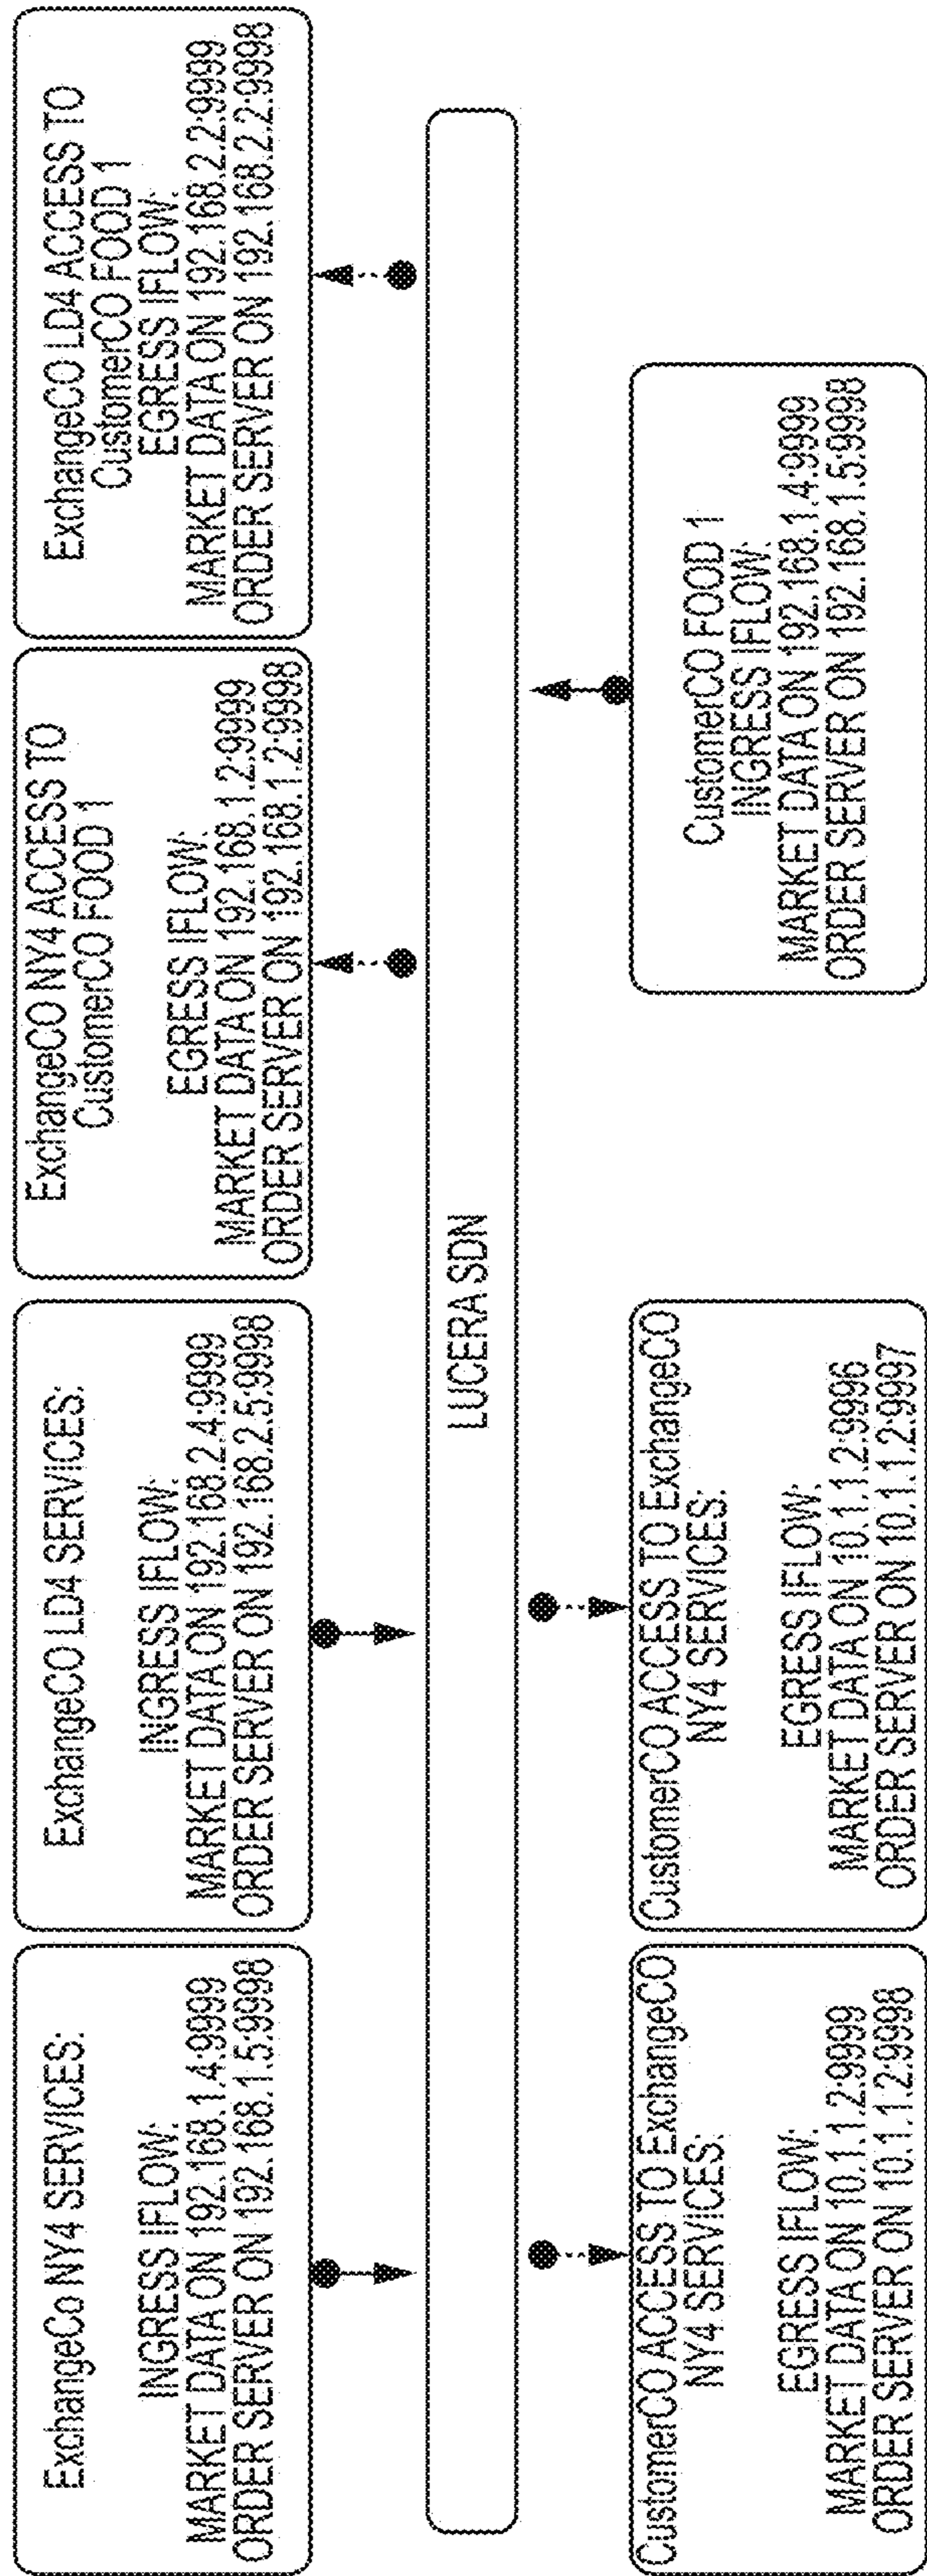 ExchangeCo NY4 SERVICES:
INGRESS IFLOW:
MARKET DATA ON 192.168.1.4:9999
ORDER SERVER ON 192.168.1.5:9998
ExchangeCO LD4 SERVICES:
INGRESS IFLOW:
MARKET DATA ON 192.168.2.4:9999
ORDER SERVER ON 192.168.2.5:9998
ExchangeCO NY4 ACCESS TO
CustomerCO FOOD 1
EGRESS IFLOW:
MARKET DATA ON 192.168.1.2:9999
ORDER SERVER ON 192.168.1.2:9998
ExchangeCO LD4 ACCESS TO
CustomerCO FOOD 1
EGRESS IFLOW:
MARKET DATA ON 192.168.2.2:9999
ORDER SERVER ON 192.168.2.2:9998
LUCERA SDN
CustomerCO ACCESS TO ExchangeCO
NY4 SERVICES:
EGRESS IFLOW:
MARKET DATA ON 10.1.1.2:9999
ORDER SERVER ON 10.1.1.2:9998
CustomerCO ACCESS TO ExchangeCO
NY4 SERVICES:
EGRESS IFLOW:
MARKET DATA ON 10.1.1.2:9996
ORDER SERVER ON 10.1.1.2:9997
CustomerCO FOOD 1
INGRESS IFLOW:
MARKET DATA ON 192.168.1.4:9999
ORDER SERVER ON 192.168.1.5:9998